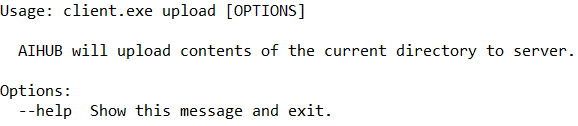 Usage: client.exe upload [OPTIONS]
AIHUB will upload contents of the current directory to server.
Options:
--help  Show this message and exit.